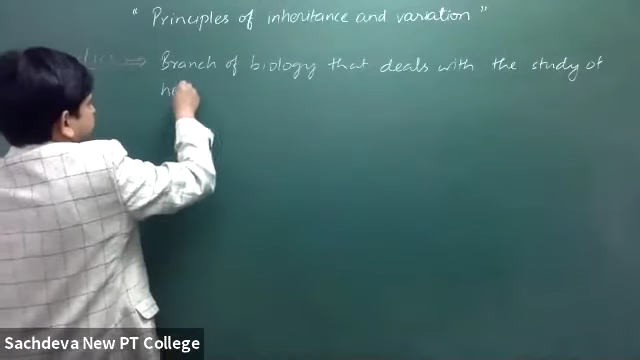 " Principles of inheritance and variation "
⇒ Branch of biology that deals with the study of
Sachdeva New PT College